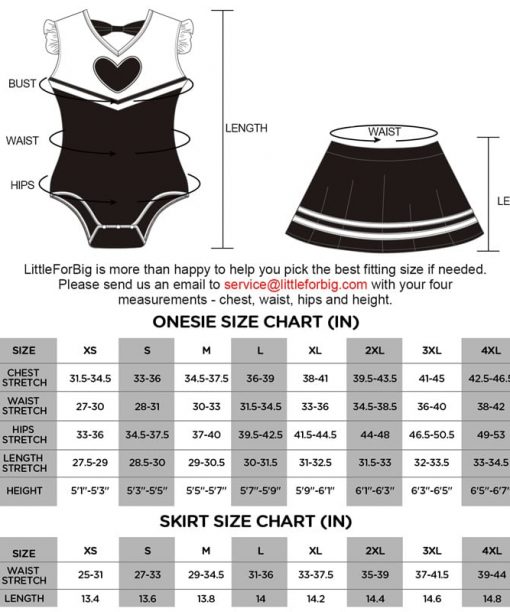 BUST
WAIST
HIPS
LENGTH
WAIST
LE
LittleForBig is more than happy to help you pick the best fitting size if needed.
Please send us an email to service@littleforbig.com with your four
measurements - chest, waist, hips and height.
ONESIE SIZE CHART (IN)
SIZE XS S M L XL 2XL 3XL 4XL
CHEST STRETCH 31.5-34.5 33-36 34.5-37.5 36-39 38-41 39.5-43.5 41-45 42.5-46.5
WAIST STRETCH 27-30 28-31 30-33 31.5-34.5 33-36 34.5-38.5 36-40 38-42
HIPS STRETCH 33-36 34.5-37.5 37-40 39.5-42.5 41.5-44.5 44-48 46.5-50.5 49-53
LENGTH STRETCH 27.5-29 28.5-30 29-30.5 30-31.5 31-32.5 31.5-33 32-33.5 33-34.5
HEIGHT 5'1"-5'3" 5'3"-5'5" 5'5"-5'7" 5'7"-5'9" 5'9"-6'1" 6'1"-6'3" 6'3"-6'5" 6'5"-6'7"
SKIRT SIZE CHART (IN)
SIZE XS S M L XL 2XL 3XL 4XL
WAIST STRETCH 25-31 27-33 29-34.5 31-36 33-37.5 35-39 37-41.5 39-44
LENGTH 13.4 13.6 13.8 14 14.2 14.4 14.6 14.8